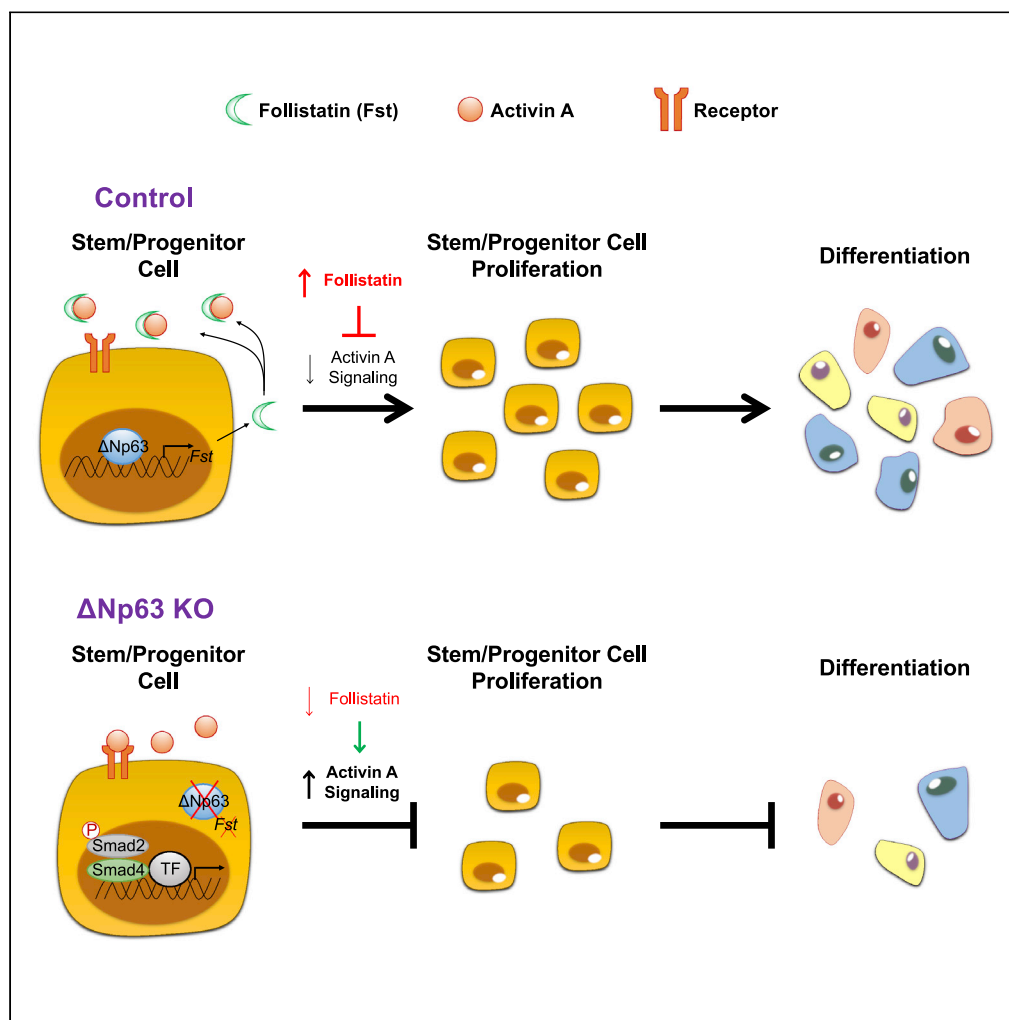 Follistatin (Fst)
Activin A
Receptor
Control
Stem/Progenitor
Cell
↑ Follistatin
↓ Activin A
Signaling
ΔNp63
Fst
Stem/Progenitor Cell
Proliferation
Differentiation
ΔNp63 KO
Stem/Progenitor
Cell
↓ Follistatin
↑ Activin A
Signaling
ΔNp63
Fst
P
Smad2
Smad4
TF
Stem/Progenitor Cell
Proliferation
Differentiation